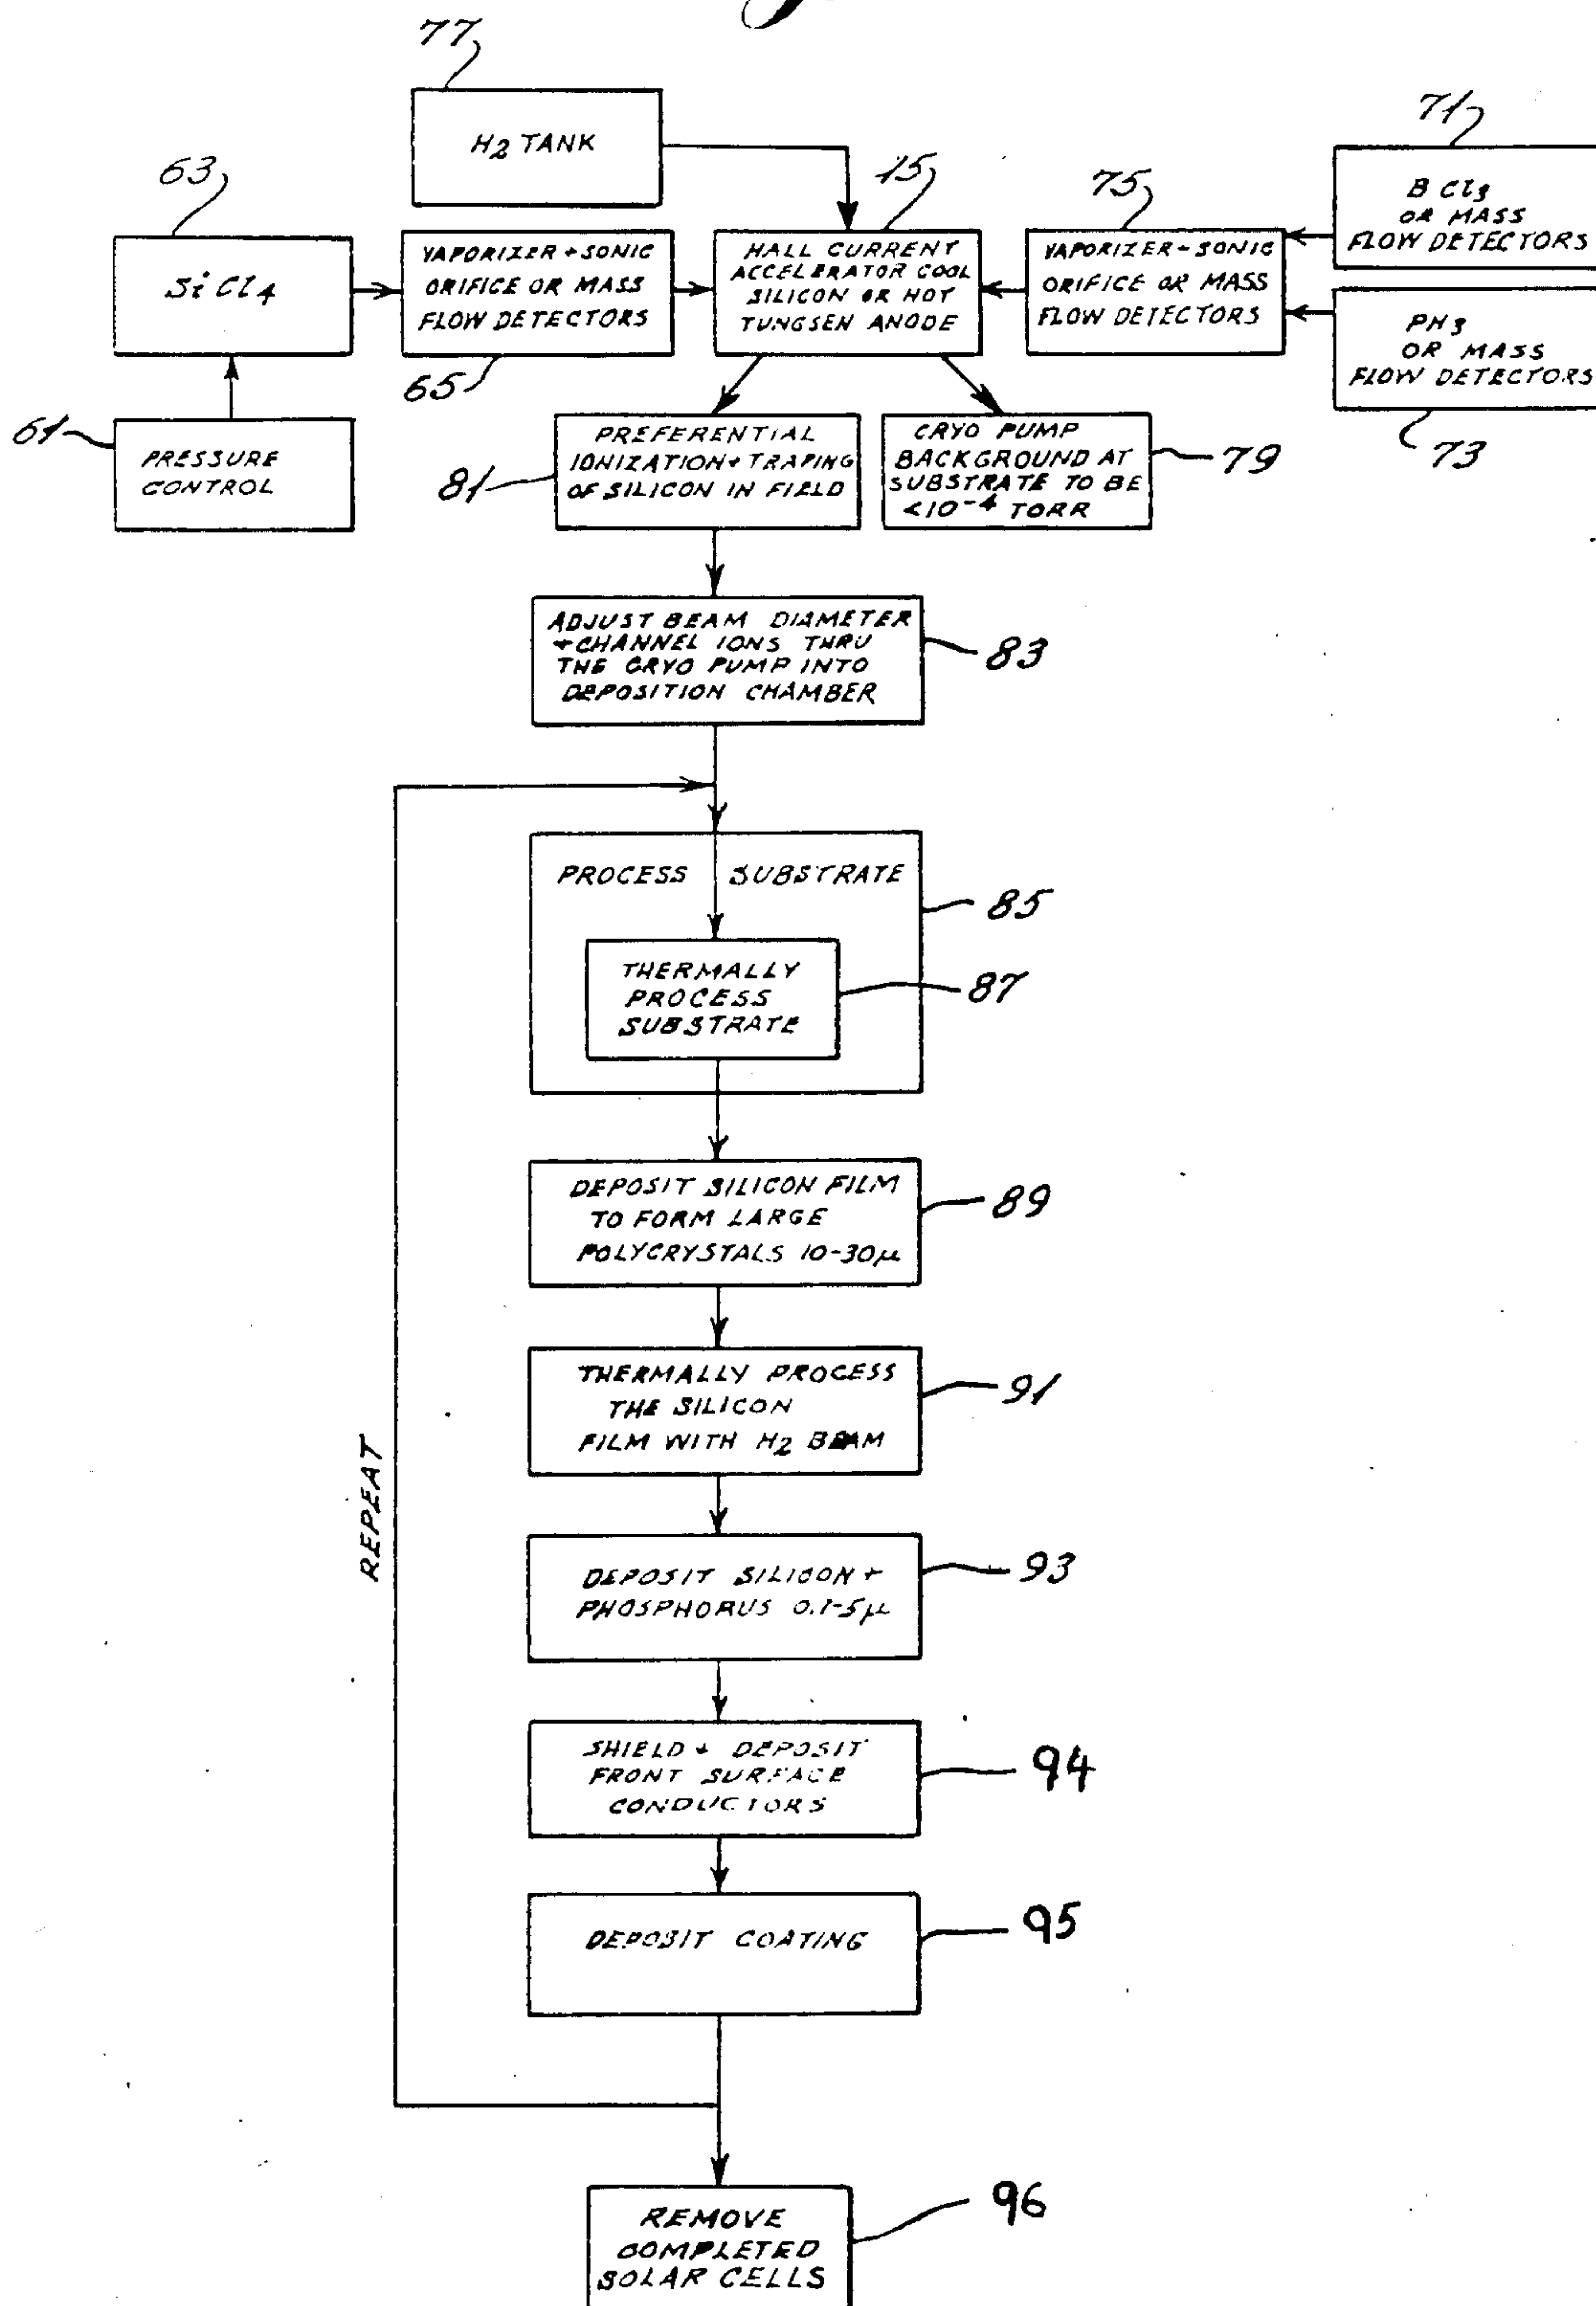 77
H2 TANK
63
SiCl4
61
PRESSURE
CONTROL
VAPORIZER + SONIC
ORIFICE OR MASS
FLOW DETECTORS
65
15
HALL CURRENT
ACCELERATOR COOL
SILICON OR HOT
TUNGSEN ANODE
75
VAPORIZER - SONIC
ORIFICE OR MASS
FLOW DETECTORS
71
BCl3
OR MASS
FLOW DETECTORS
PH3
OR MASS
FLOW DETECTORS
73
81
PREFERENTIAL
IONIZATION + TRAPING
OF SILICON IN FIELD
CRYO PUMP
BACKGROUND AT
SUBSTRATE TO BE
<10-4 TORR
79
ADJUST BEAM DIAMETER
+ CHANNEL IONS THRU
THE CRYO PUMP INTO
DEPOSITION CHAMBER
83
PROCESS SUBSTRATE
85
THERMALLY
PROCESS
SUBSTRATE
87
DEPOSIT SILICON FILM
TO FORM LARGE
POLYCRYSTALS 10-30µ
89
THERMALLY PROCESS
THE SILICON
FILM WITH H2 BEAM
91
REPEAT
DEPOSIT SILICON +
PHOSPHORUS 0.1-5µ
93
SHIELD + DEPOSIT
FRONT SURFACE
CONDUCTORS
94
DEPOSIT COATING
95
REMOVE
COMPLETED
SOLAR CELLS
96